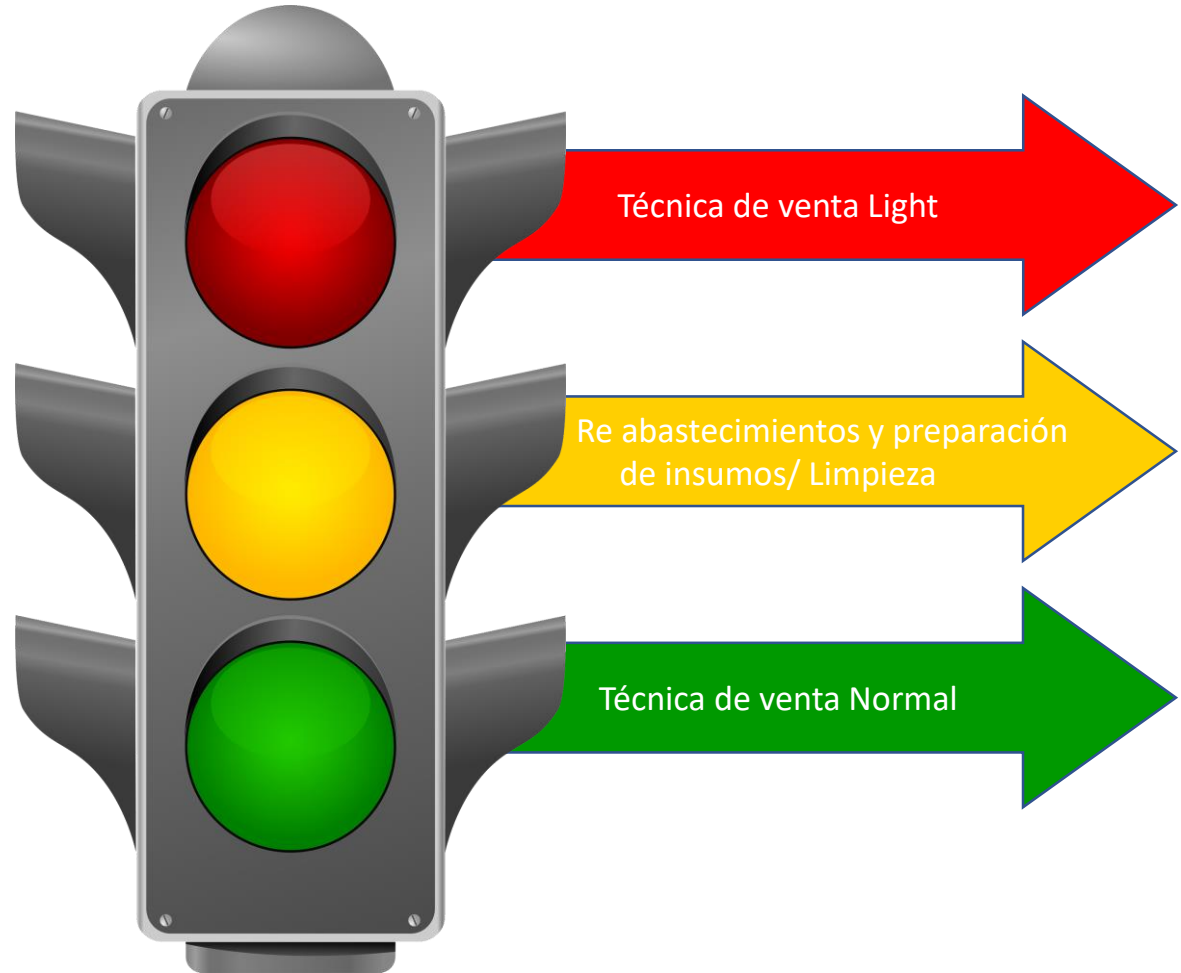 Técnica de venta Light
Re abastecimientos y preparación
de insumos/ Limpieza
Técnica de venta Normal